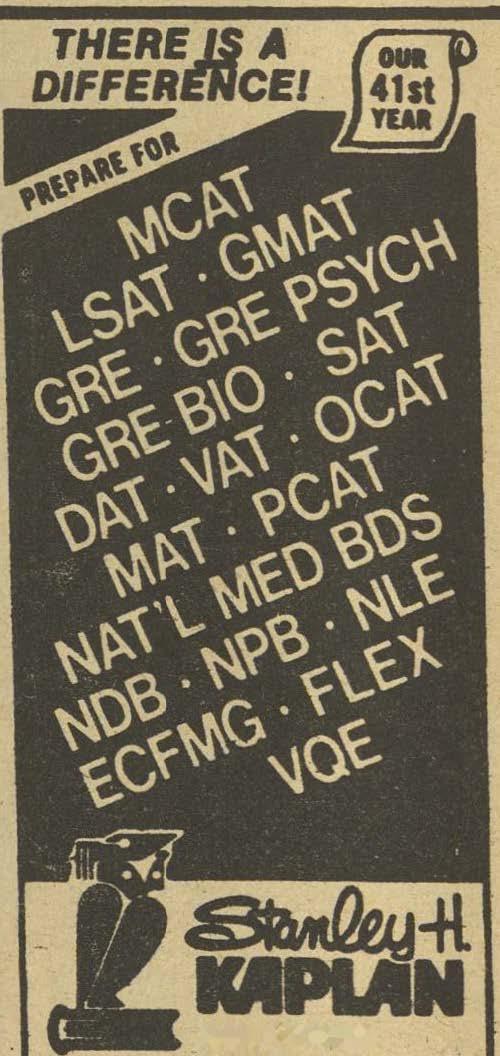 THERE IS A
DIFFERENCE!
OUR
41st
YEAR
PREPARE FOR
MCAT
LSAT · GMAT
GRE · GRE PSYCH
GRE BIO · SAT
DAT · VAT · OCAT
MAT · PCAT
NAT'L MED BDS
NDB · NPB · NLE
ECFMG · FLEX
VQE
Stanley H.
KAPLAN